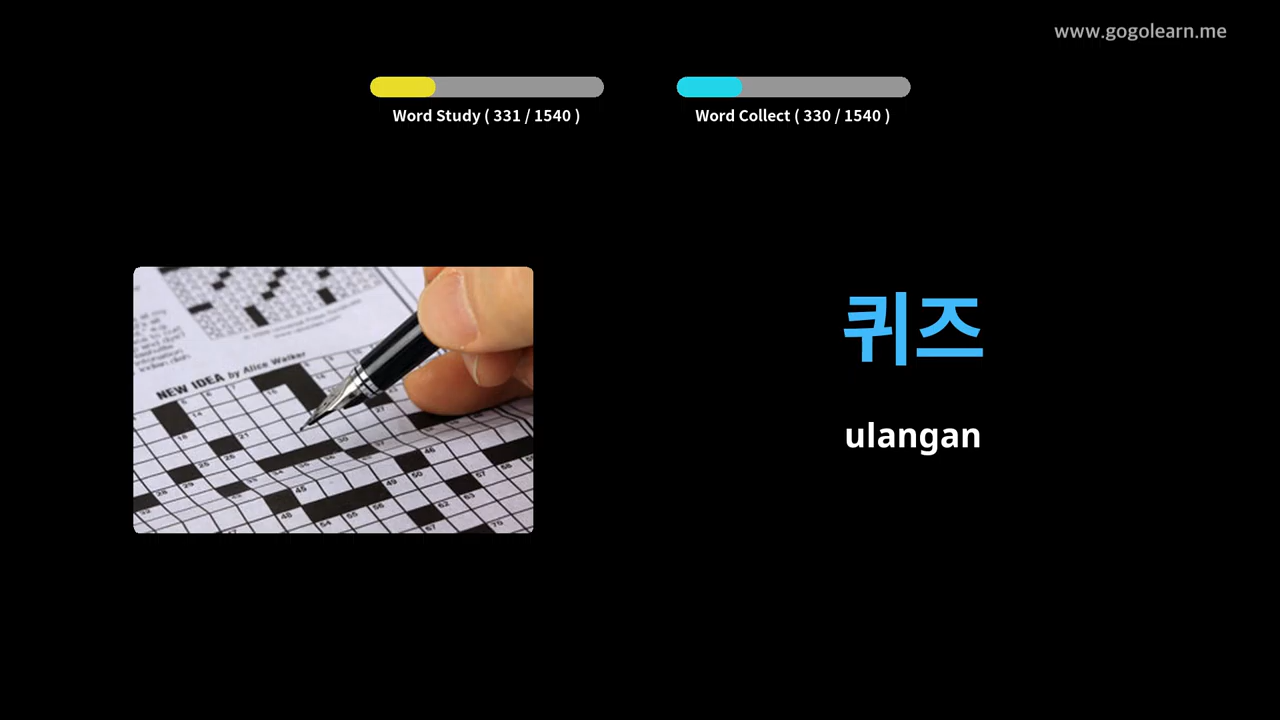 www.gogolearn.me
Word Study ( 331 / 1540 )
Word Collect ( 330 / 1540 )
NEW IDEA by Alice Walker
퀴즈
ulangan